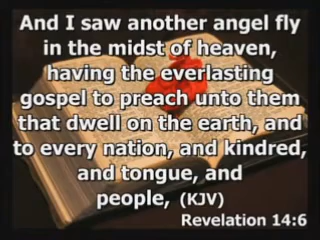 And I saw another angel fly
in the midst of heaven,
having the everlasting
gospel to preach unto them
that dwell on the earth, and
to every nation, and kindred,
and tongue, and
people, (KJV)
Revelation 14:6